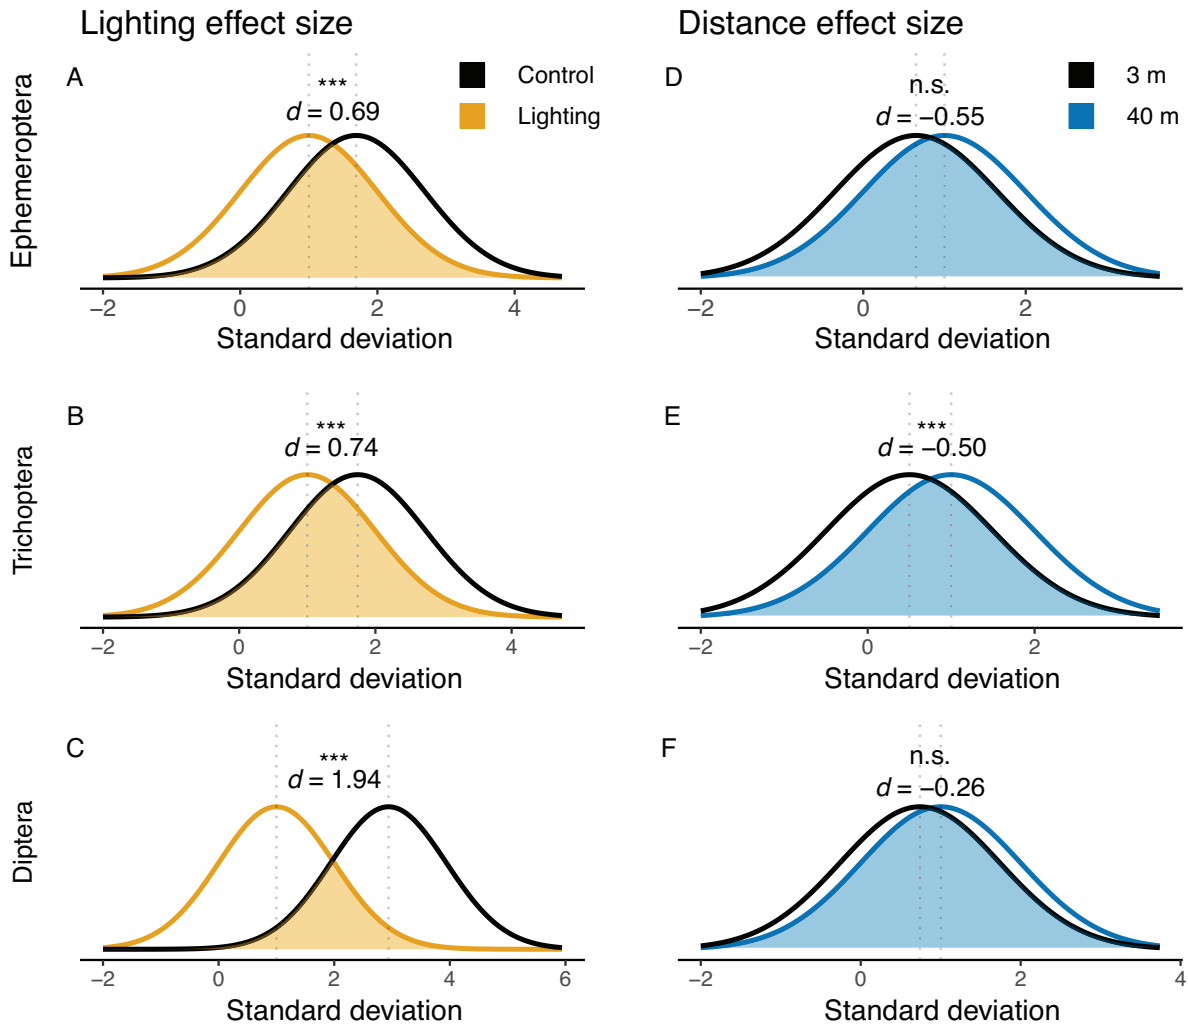 Lighting effect size
Distance effect size
Ephemeroptera
A
***
d = 0.69
Control
Lighting
−2 0 2 4
Standard deviation
D
n.s.
d = −0.55
3 m
40 m
−2 0 2
Standard deviation
Trichoptera
B
***
d = 0.74
−2 0 2 4
Standard deviation
E
***
d = −0.50
−2 0 2
Standard deviation
Diptera
C
***
d = 1.94
−2 0 2 4 6
Standard deviation
F
n.s.
d = −0.26
−2 0 2 4
Standard deviation